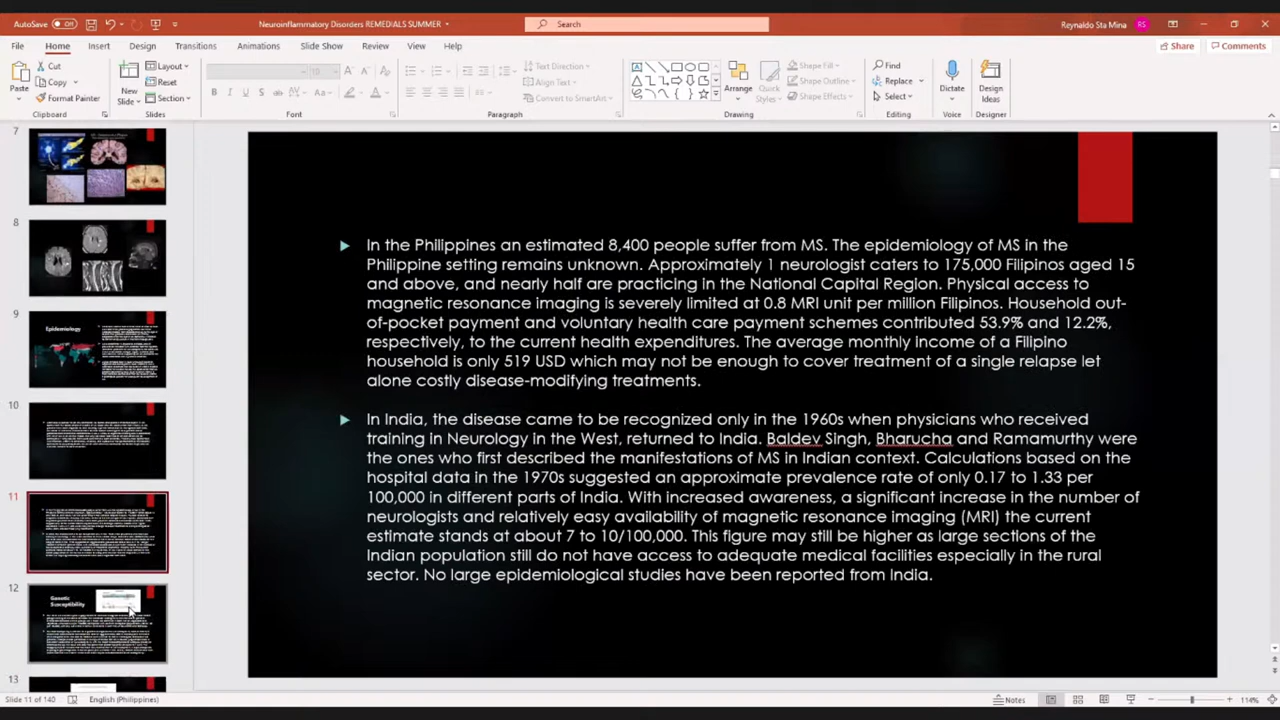 AutoSave Off
Neuroinflammatory Disorders REMEDIALS SUMMER
Search
Reynaldo Sta Mina
RS
File Home Insert Design Transitions Animations Slide Show Review View Help
Share Comments
Paste
Cut
Copy
Format Painter
Clipboard
New Slide
Layout
Reset
Section
Slides
Font
Text Direction
Align Text
Convert to SmartArt
Paragraph
Arrange
Quick Styles
Shape Fill
Shape Outline
Shape Effects
Drawing
Find
Replace
Select
Editing
Dictate
Voice
Design Ideas
Designer
7
8
9
Epidemiology
10
11
12
Genetic
Susceptibility
13
In the Philippines an estimated 8,400 people suffer from MS. The epidemiology of MS in the
Philippine setting remains unknown. Approximately 1 neurologist caters to 175,000 Filipinos aged 15
and above, and nearly half are practicing in the National Capital Region. Physical access to
magnetic resonance imaging is severely limited at 0.8 MRI unit per million Filipinos. Household out-
of-pocket payment and voluntary health care payment schemes contributed 53.9% and 12.2%,
respectively, to the current health expenditures. The average monthly income of a Filipino
household is only 519 USD which may not be enough to cover treatment of a single relapse let
alone costly disease-modifying treatments.
In India, the disease came to be recognized only in the 1960s when physicians who received
training in Neurology in the West, returned to India. Baldev Singh, Bharucha and Ramamurthy were
the ones who first described the manifestations of MS in Indian context. Calculations based on the
hospital data in the 1970s suggested an approximate prevalence rate of only 0.17 to 1.33 per
100,000 in different parts of India. With increased awareness, a significant increase in the number of
neurologists and relatively easy availability of magnetic resonance imaging (MRI) the current
estimate stands at over 7 to 10/100,000. This figure may be still be higher as large sections of the
Indian population still do not have access to adequate medical facilities especially in the rural
sector. No large epidemiological studies have been reported from India.
Slide 11 of 140
English (Philippines)
Notes
114%